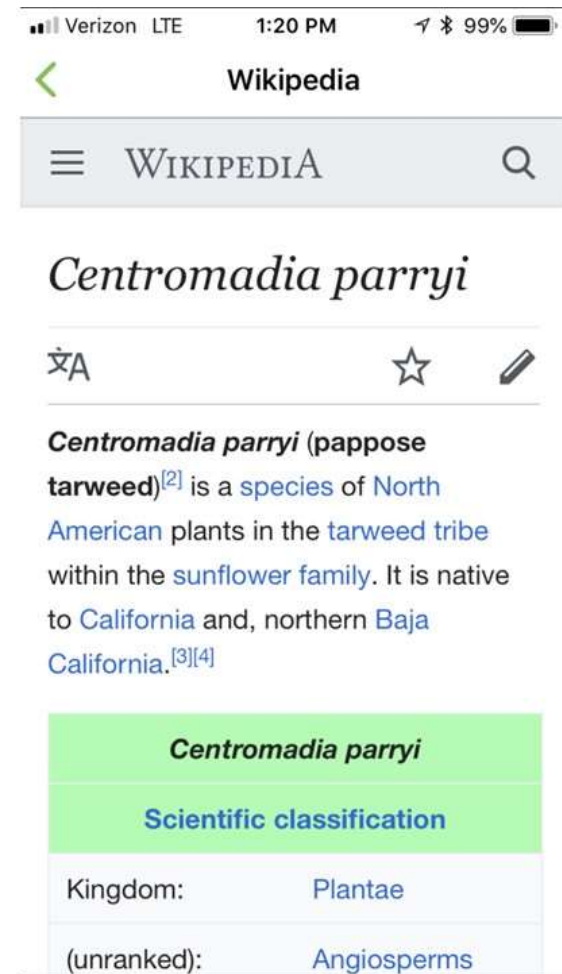 Verizon LTE 1:20 PM 99%
Wikipedia
WIKIPEDIA
Centromadia parryi
文A
Centromadia parryi (pappose
tarweed)[2] is a species of North
American plants in the tarweed tribe
within the sunflower family. It is native
to California and, northern Baja
California.[3][4]
Centromadia parryi
Scientific classification
Kingdom: Plantae
(unranked): Angiosperms